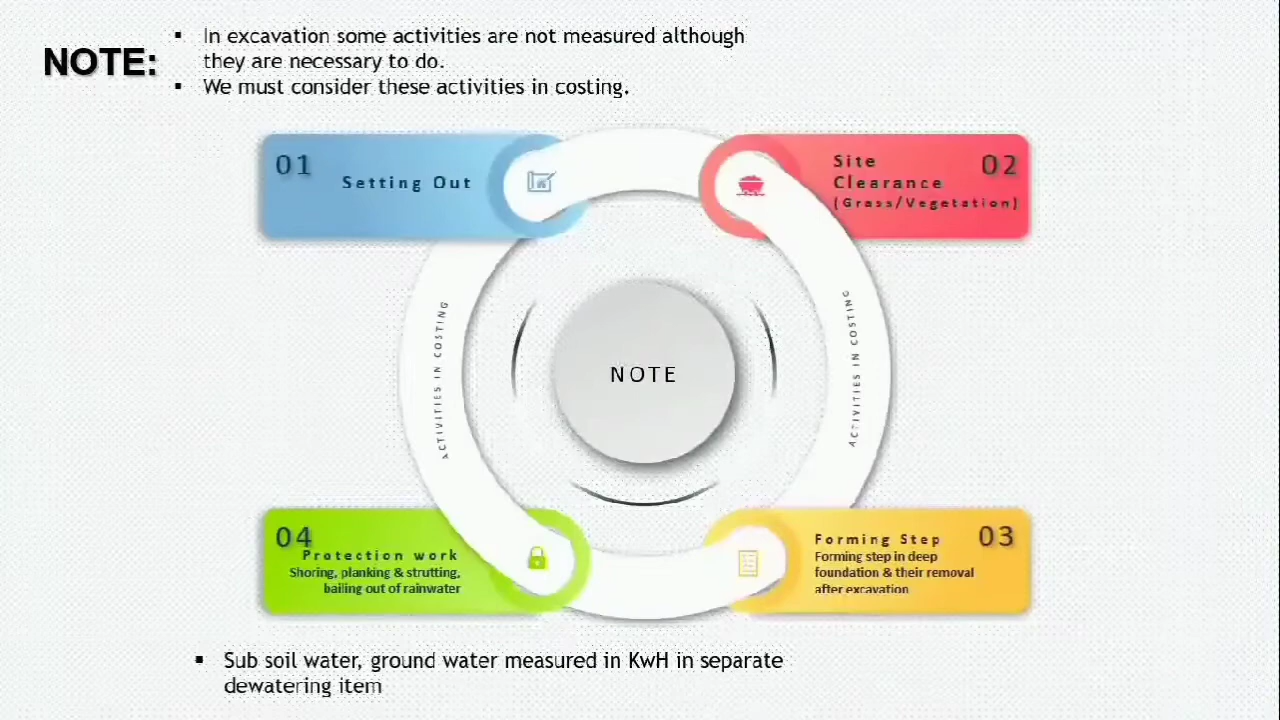 NOTE:
▪ In excavation some activities are not measured although
they are necessary to do.
▪ We must consider these activities in costing.
01
Setting Out
02
Site
Clearance
(Grass/Vegetation)
ACTIVITIES IN COSTING
NOTE
ACTIVITIES IN COSTING
04
Protection work
Shoring, planking & strutting,
bailing out of rainwater
03
Forming Step
Forming step in deep
foundation & their removal
after excavation
▪ Sub soil water, ground water measured in KwH in separate
dewatering item